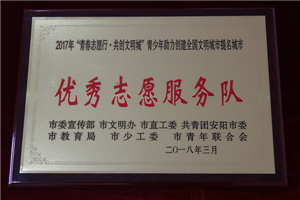 2017年“青春志愿行·共创文明城”青少年助力创建全国文明城市提名城市
优秀志愿服务队
市委宣传部 市文明办 市直工委 共青团安阳市委
市教育局 市少工委 市青年联合会
二〇一八年三月